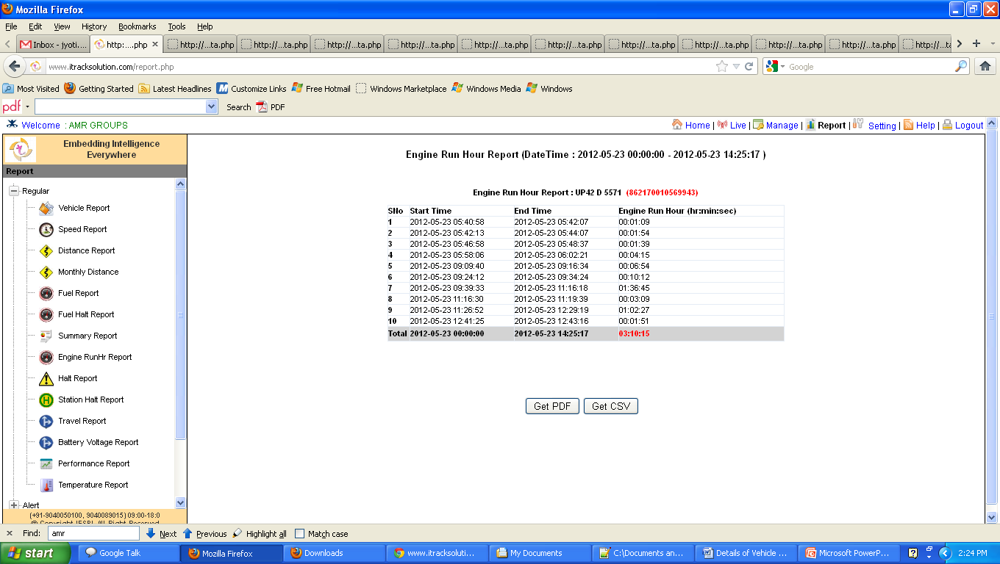 Mozilla Firefox
File Edit View History Bookmarks Tools Help
Inbox - jyoti.... http:....php http://...ta.php http://...ta.php http://...ta.php http://...ta.php http://...ta.php http://...ta.php http://...ta.php http://...ta.php http://...ta.php http://...ta.php http://...ta
www.itracksolution.com/report.php Google
Most Visited Getting Started Latest Headlines Customize Links Free Hotmail Windows Marketplace Windows Media Windows
pdf Search PDF
Welcome : AMR GROUPS Home | Live | Manage | Report | Setting | Help | Logout
Embedding Intelligence
Everywhere
Report
Regular
Vehicle Report
Speed Report
Distance Report
Monthly Distance
Fuel Report
Fuel Halt Report
Summary Report
Engine RunHr Report
Halt Report
Station Halt Report
Travel Report
Battery Voltage Report
Performance Report
Temperature Report
Alert
(+91-9040050100, 9040089015) 09:00-18:0
Engine Run Hour Report (DateTime : 2012-05-23 00:00:00 - 2012-05-23 14:25:17 )
Engine Run Hour Report : UP42 D 5571 (862170010569943)
SNo Start Time End Time Engine Run Hour (hr:min:sec)
1 2012-05-23 05:40:58 2012-05-23 05:42:07 00:01:09
2 2012-05-23 05:42:13 2012-05-23 05:44:07 00:01:54
3 2012-05-23 05:46:58 2012-05-23 05:48:37 00:01:39
4 2012-05-23 05:58:06 2012-05-23 06:02:21 00:04:15
5 2012-05-23 09:09:40 2012-05-23 09:16:34 00:06:54
6 2012-05-23 09:24:12 2012-05-23 09:34:24 00:10:12
7 2012-05-23 09:39:33 2012-05-23 11:16:18 01:36:45
8 2012-05-23 11:16:30 2012-05-23 11:19:39 00:03:09
9 2012-05-23 11:26:52 2012-05-23 12:29:19 01:02:27
10 2012-05-23 12:41:25 2012-05-23 12:43:16 00:01:51
Total 2012-05-23 00:00:00 2012-05-23 14:25:17 03:10:15
Get PDF Get CSV
Find: amr Next Previous Highlight all Match case
start Google Talk Mozilla Firefox Downloads www.itracksoluti... My Documents C:\Documents an... Details of Vehicle ... Microsoft PowerP... 2:24 PM